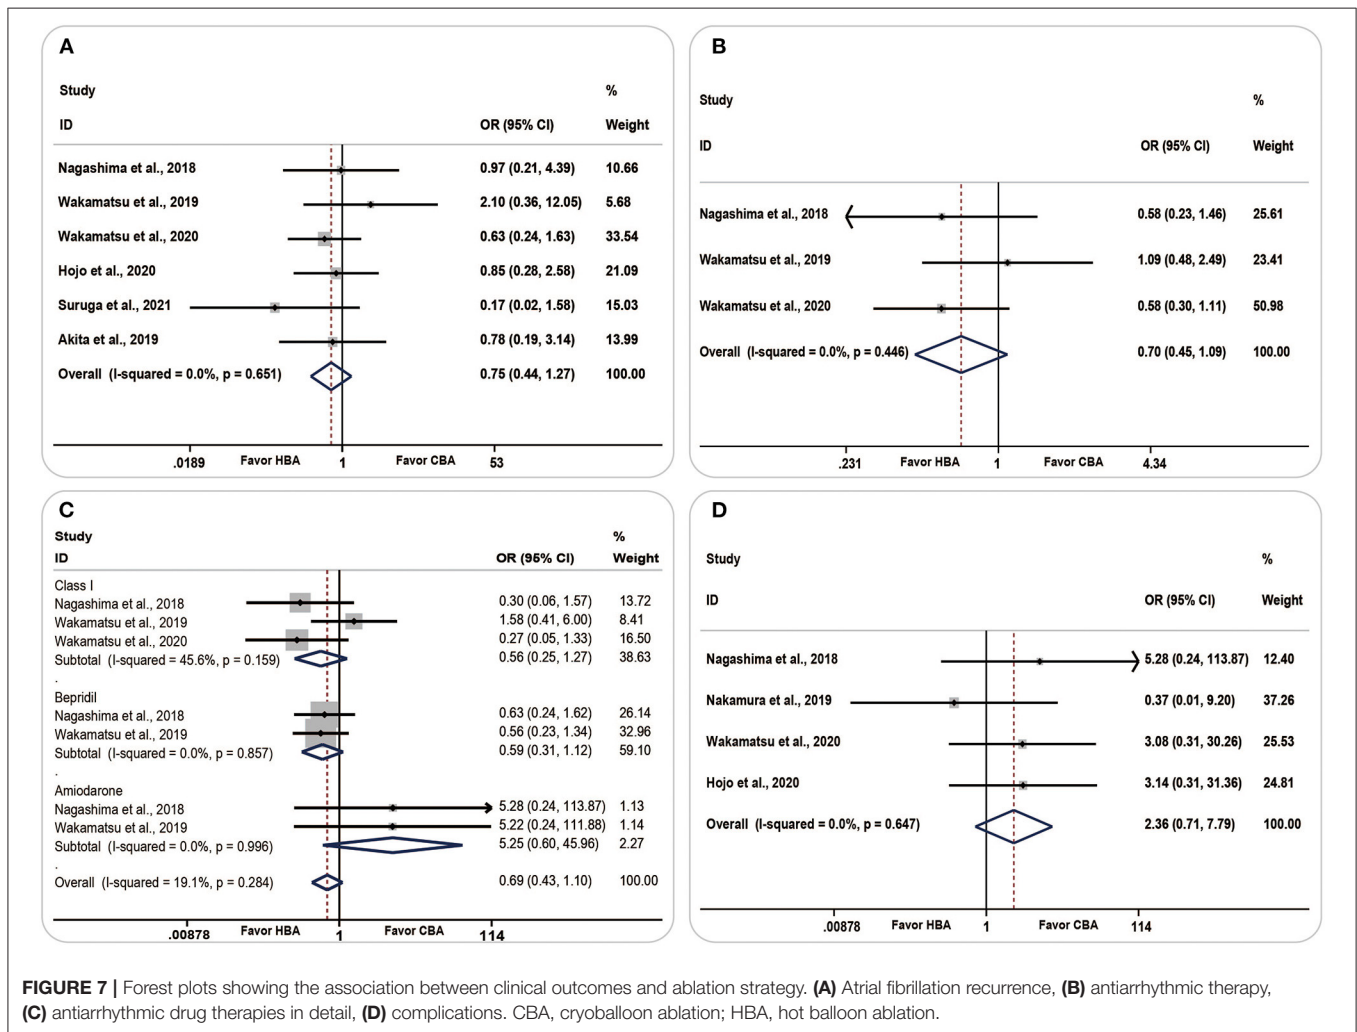 A
Study %
ID OR (95% CI) Weight
Nagashima et al., 2018 0.97 (0.21, 4.39) 10.66
Wakamatsu et al., 2019 2.10 (0.36, 12.05) 5.68
Wakamatsu et al., 2020 0.63 (0.24, 1.63) 33.54
Hojo et al., 2020 0.85 (0.28, 2.58) 21.09
Suruga et al., 2021 0.17 (0.02, 1.58) 15.03
Akita et al., 2019 0.78 (0.19, 3.14) 13.99
Overall (I-squared = 0.0%, p = 0.651) 0.75 (0.44, 1.27) 100.00
.0189 Favor HBA 1 Favor CBA 53
B
Study %
ID OR (95% CI) Weight
Nagashima et al., 2018 0.58 (0.23, 1.46) 25.61
Wakamatsu et al., 2019 1.09 (0.48, 2.49) 23.41
Wakamatsu et al., 2020 0.58 (0.30, 1.11) 50.98
Overall (I-squared = 0.0%, p = 0.446) 0.70 (0.45, 1.09) 100.00
.231 Favor HBA 1 Favor CBA 4.34
C
Study %
ID OR (95% CI) Weight
Class I
Nagashima et al., 2018 0.30 (0.06, 1.57) 13.72
Wakamatsu et al., 2019 1.58 (0.41, 6.00) 8.41
Wakamatsu et al., 2020 0.27 (0.05, 1.33) 16.50
Subtotal (I-squared = 45.6%, p = 0.159) 0.56 (0.25, 1.27) 38.63
.
Bepridil
Nagashima et al., 2018 0.63 (0.24, 1.62) 26.14
Wakamatsu et al., 2019 0.56 (0.23, 1.34) 32.96
Subtotal (I-squared = 0.0%, p = 0.857) 0.59 (0.31, 1.12) 59.10
.
Amiodarone
Nagashima et al., 2018 5.28 (0.24, 113.87) 1.13
Wakamatsu et al., 2019 5.22 (0.24, 111.88) 1.14
Subtotal (I-squared = 0.0%, p = 0.996) 5.25 (0.60, 45.96) 2.27
.
Overall (I-squared = 19.1%, p = 0.284) 0.69 (0.43, 1.10) 100.00
.00878 Favor HBA 1 Favor CBA 114
D
Study %
ID OR (95% CI) Weight
Nagashima et al., 2018 5.28 (0.24, 113.87) 12.40
Nakamura et al., 2019 0.37 (0.01, 9.20) 37.26
Wakamatsu et al., 2020 3.08 (0.31, 30.26) 25.53
Hojo et al., 2020 3.14 (0.31, 31.36) 24.81
Overall (I-squared = 0.0%, p = 0.647) 2.36 (0.71, 7.79) 100.00
.00878 Favor HBA 1 Favor CBA 114
FIGURE 7 | Forest plots showing the association between clinical outcomes and ablation strategy. (A) Atrial fibrillation recurrence, (B) antiarrhythmic therapy,
(C) antiarrhythmic drug therapies in detail, (D) complications. CBA, cryoballoon ablation; HBA, hot balloon ablation.